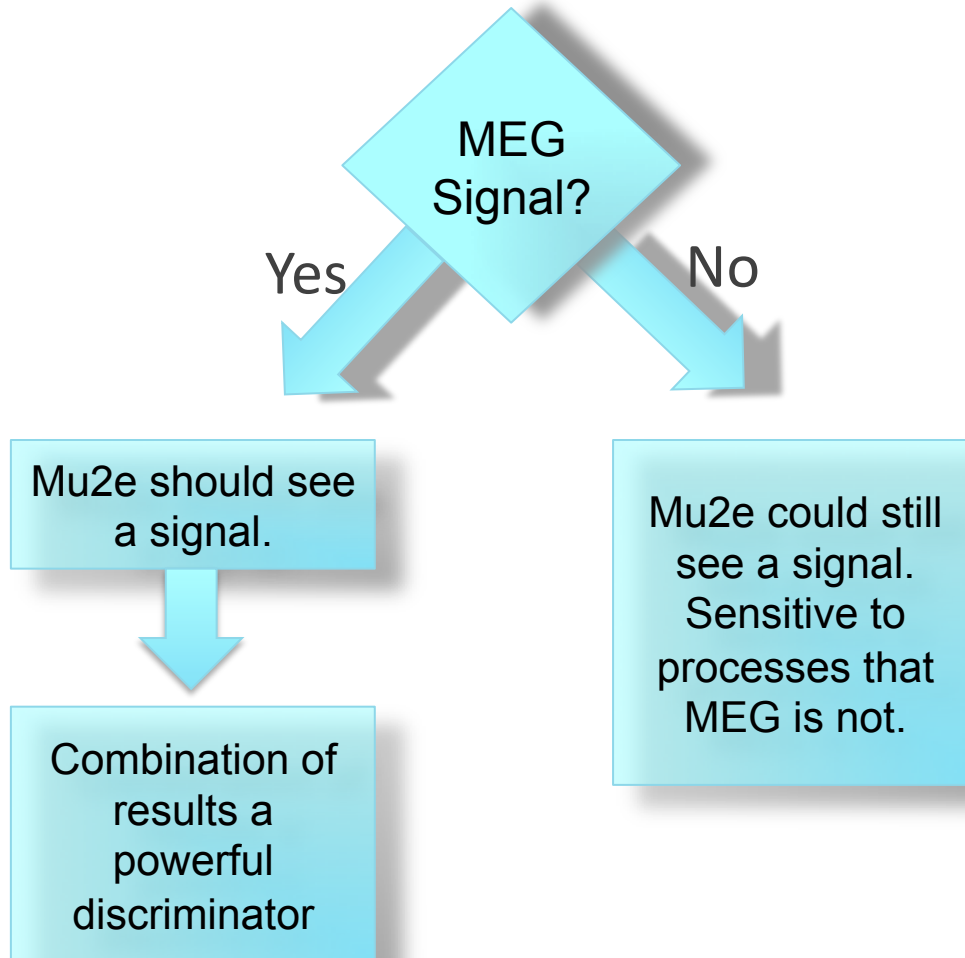 MEG
Signal?
Yes
No
Mu2e should see
a signal.
Mu2e could still
see a signal.
Sensitive to
processes that
MEG is not.
Combination of
results a
powerful
discriminator